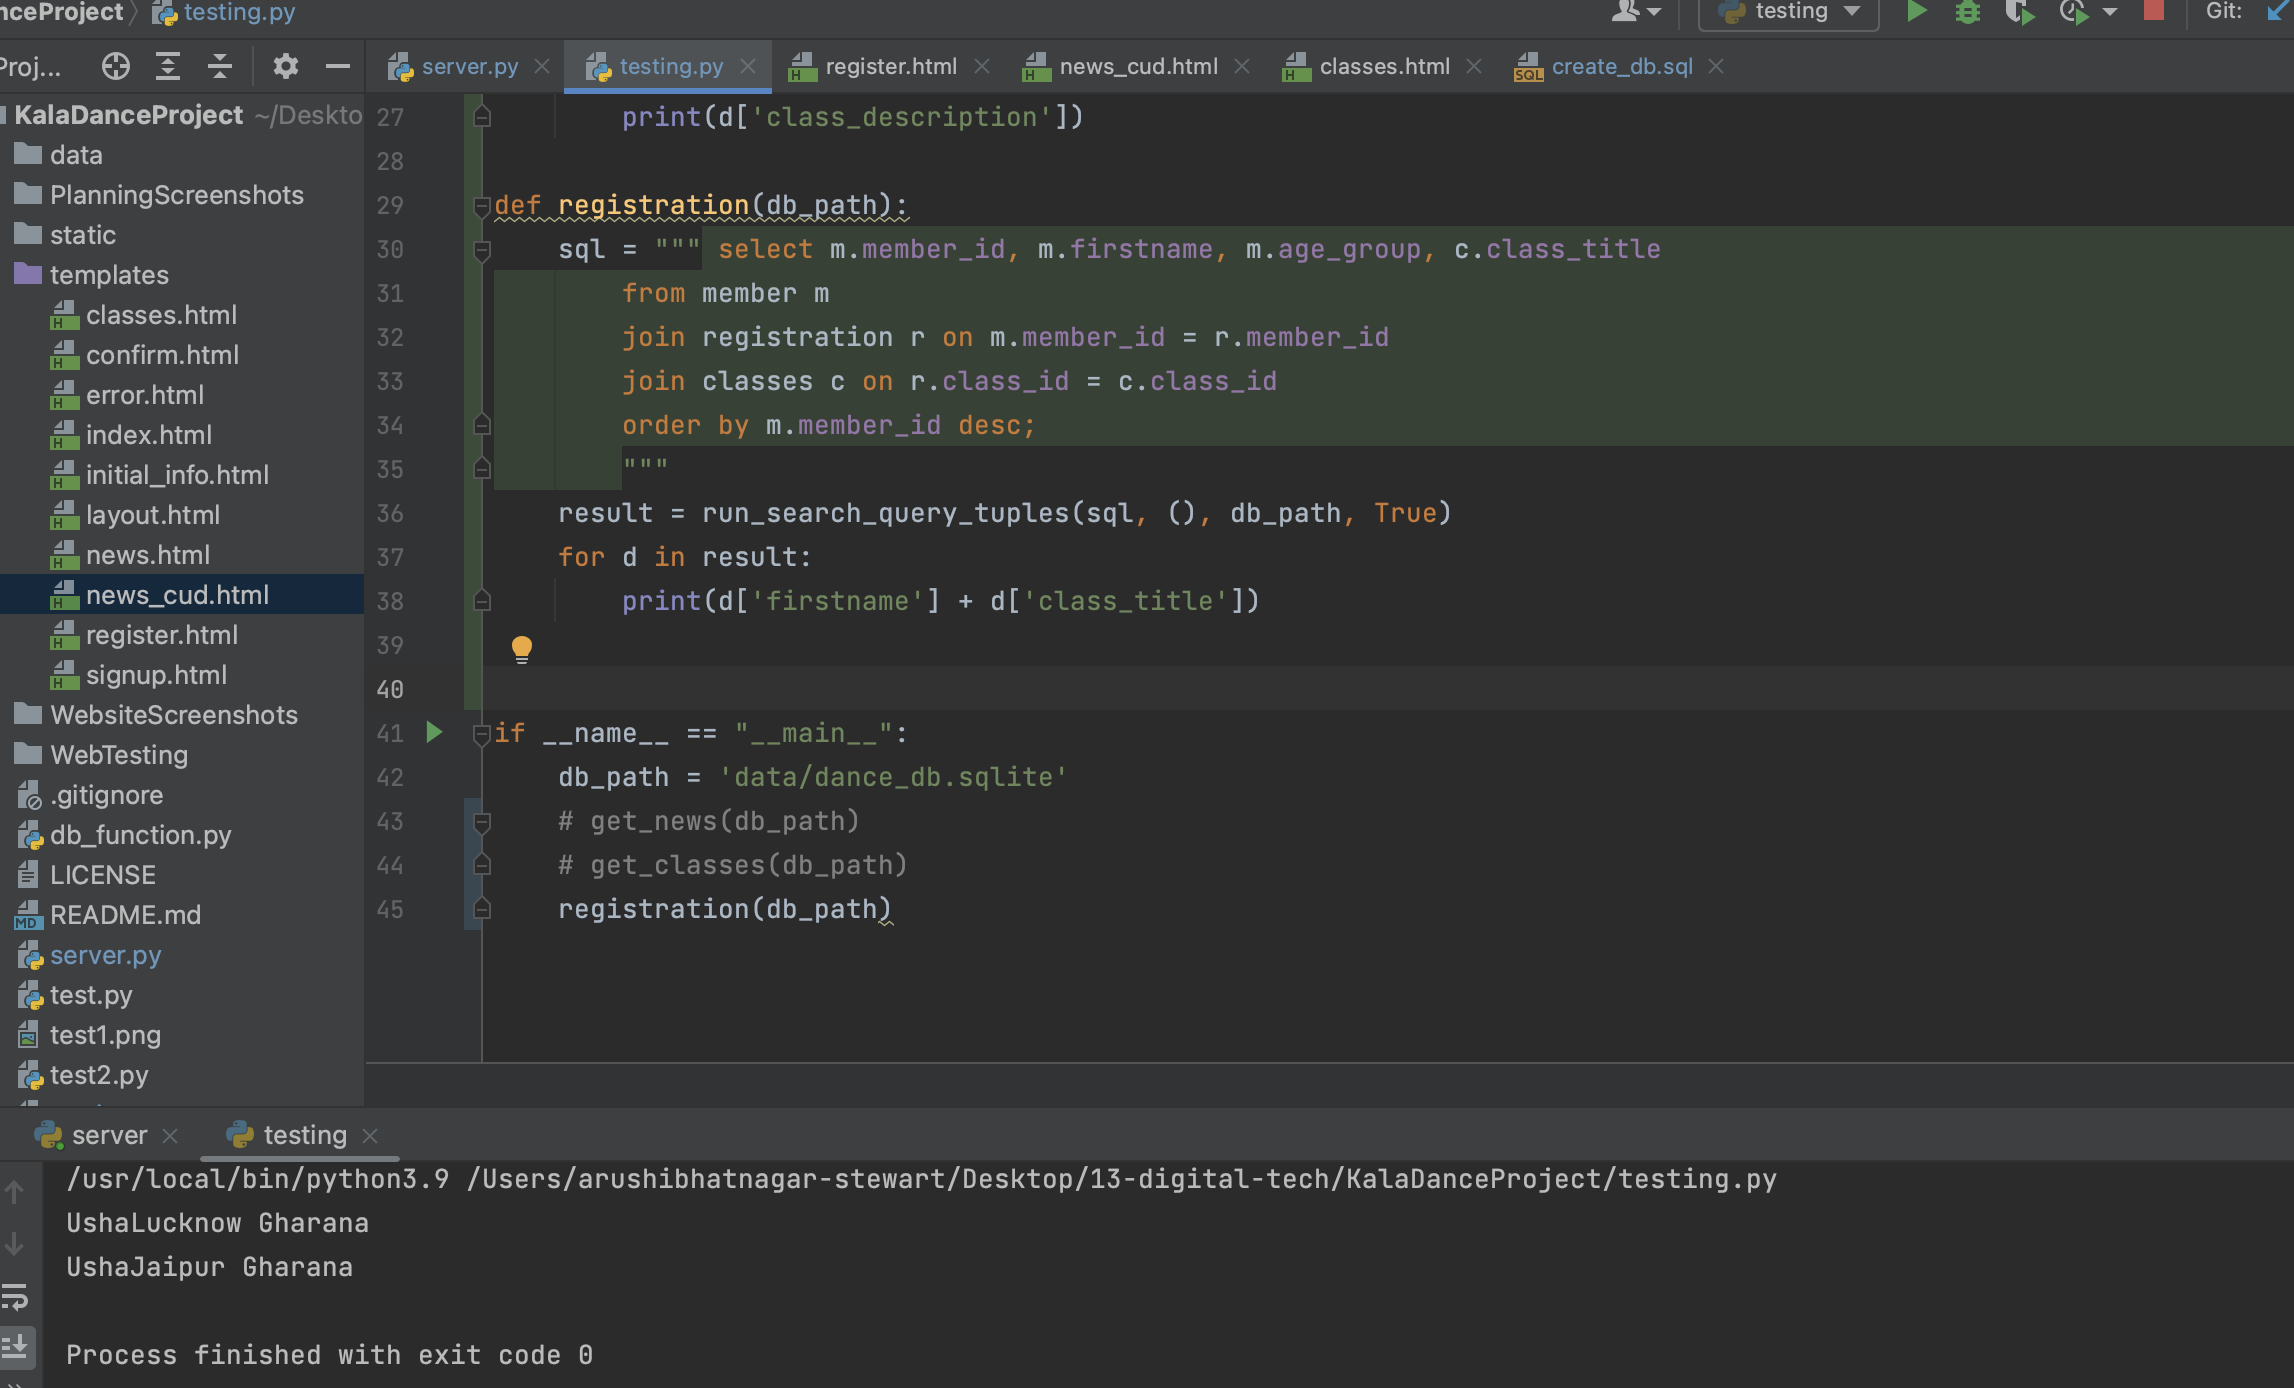 nceProject testing.py testing Git:
Proj... server.py testing.py register.html news_cud.html classes.html create_db.sql
KalaDanceProject ~/Deskto
data
PlanningScreenshots
static
templates
classes.html
confirm.html
error.html
index.html
initial_info.html
layout.html
news.html
news_cud.html
register.html
signup.html
WebsiteScreenshots
WebTesting
.gitignore
db_function.py
LICENSE
README.md
server.py
test.py
test1.png
test2.py
27 print(d['class_description'])
28
29 def registration(db_path):
30 sql = """ select m.member_id, m.firstname, m.age_group, c.class_title
31 from member m
32 join registration r on m.member_id = r.member_id
33 join classes c on r.class_id = c.class_id
34 order by m.member_id desc;
35 """
36 result = run_search_query_tuples(sql, (), db_path, True)
37 for d in result:
38 print(d['firstname'] + d['class_title'])
39
40
41 if __name__ == "__main__":
42 db_path = 'data/dance_db.sqlite'
43 # get_news(db_path)
44 # get_classes(db_path)
45 registration(db_path)
server testing
/usr/local/bin/python3.9 /Users/arushibhatnagar-stewart/Desktop/13-digital-tech/KalaDanceProject/testing.py
UshaLucknow Gharana
UshaJaipur Gharana
Process finished with exit code 0